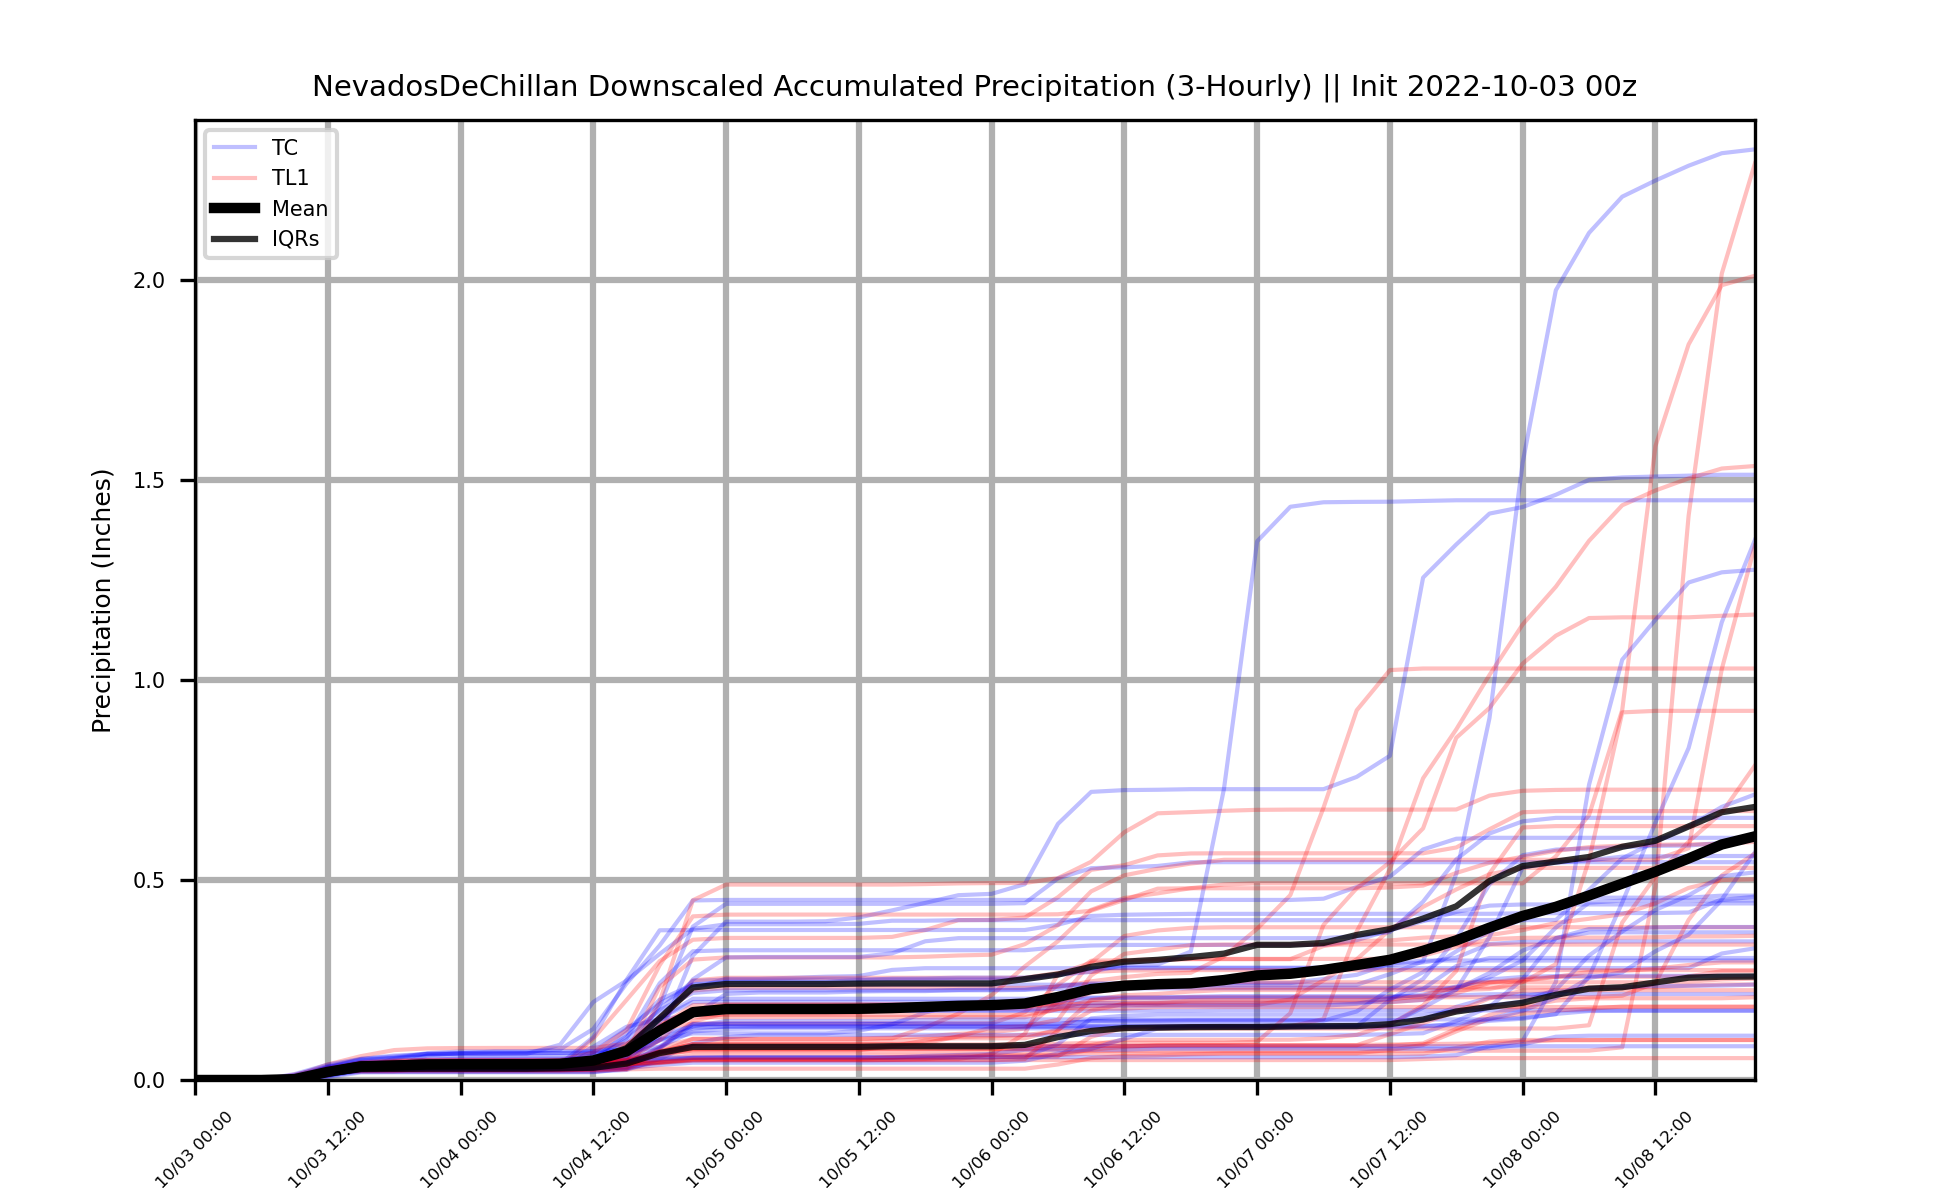 NevadosDeChillan Downscaled Accumulated Precipitation (3-Hourly) || Init 2022-10-03 00z
TC
TL1
Mean
IQRs
Precipitation (Inches)
2.0
1.5
1.0
0.5
0.0
10/03 00:00
10/03 12:00
10/04 00:00
10/04 12:00
10/05 00:00
10/05 12:00
10/06 00:00
10/06 12:00
10/07 00:00
10/07 12:00
10/08 00:00
10/08 12:00